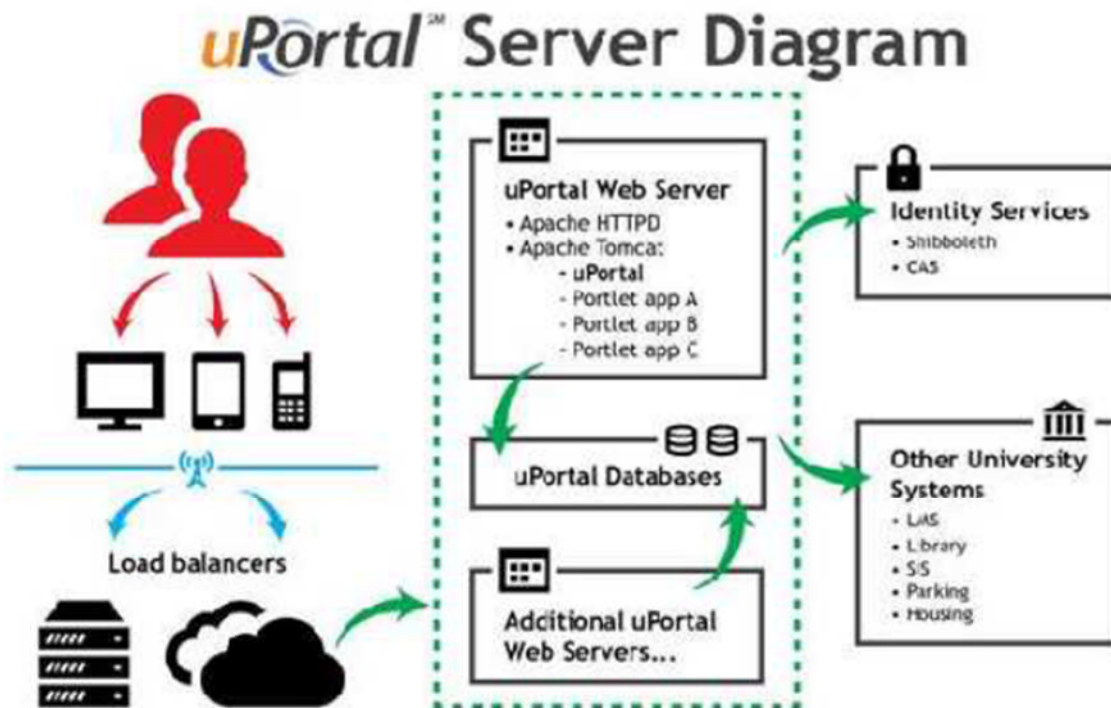 uPortal℠ Server Diagram
uPortal Web Server
• Apache HTTPD
• Apache Tomcat:
- uPortal
- Portlet app A
- Portlet app B
- Portlet app C
uPortal Databases
Additional uPortal
Web Servers...
Load balancers
Identity Services
• Shibboleth
• CAS
Other University
Systems
• LMS
• Library
• SIS
• Parking
• Housing